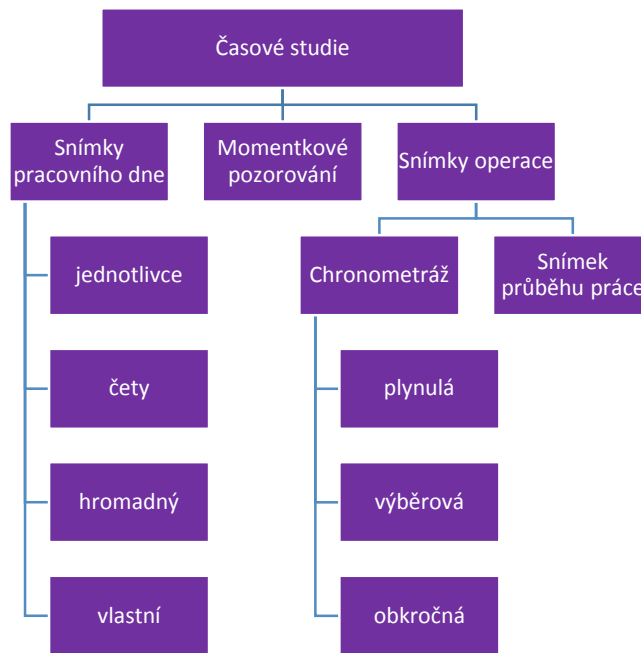 Časové studie
Snímky
pracovního dne
Momentkové
pozorování
Snímky operace
jednotlivce
čety
hromadný
vlastní
Chronometráž
Snímek
průběhu práce
plynulá
výběrová
obkročná